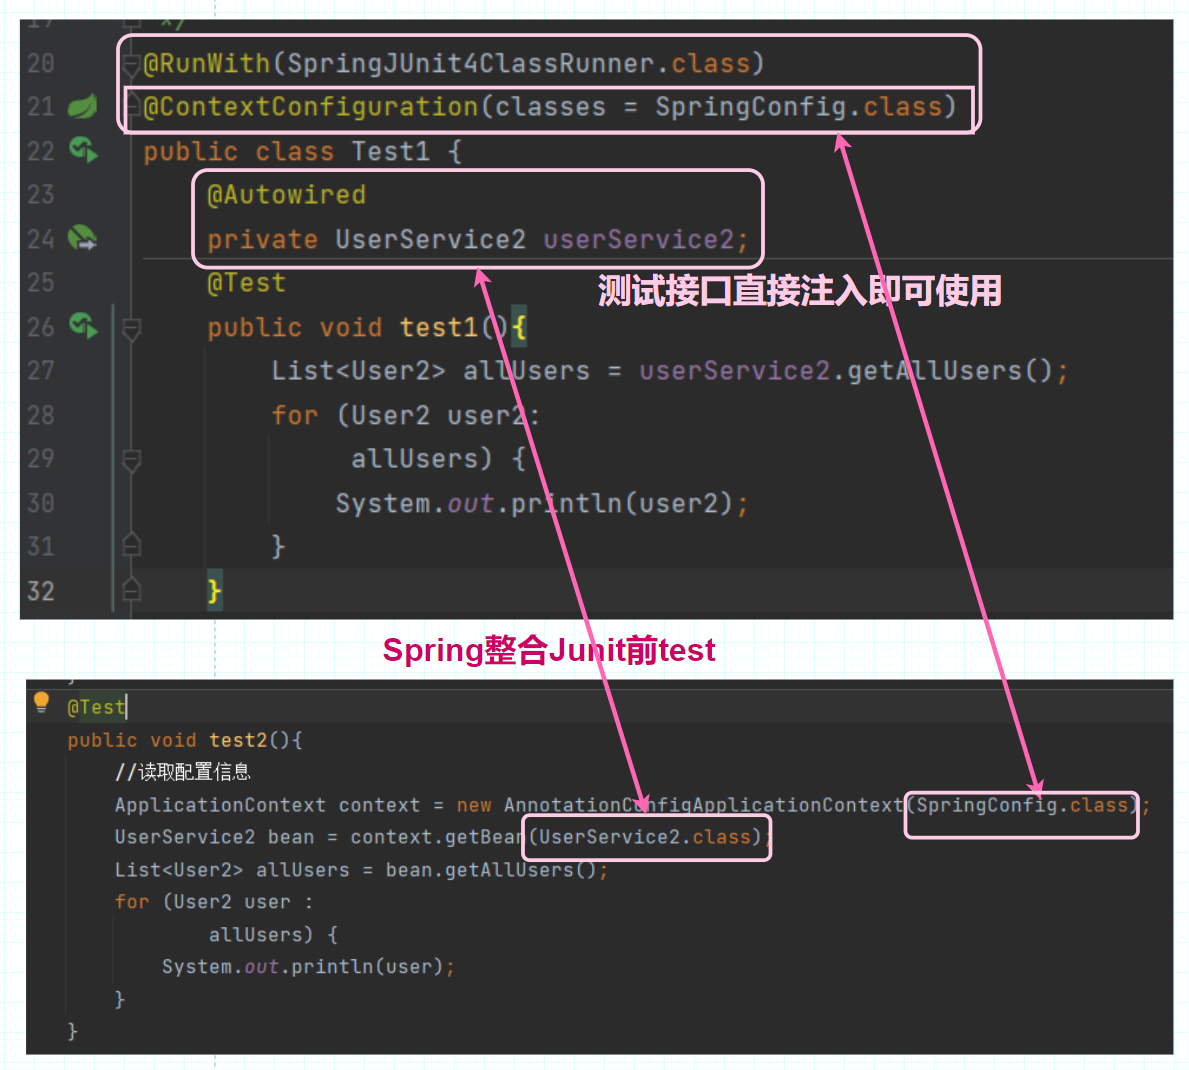 19 */
20 @RunWith(SpringJUnit4ClassRunner.class)
21 @ContextConfiguration(classes = SpringConfig.class)
22 public class Test1 {
23 @Autowired
24 private UserService2 userService2;
测试接口直接注入即可使用
25 @Test
26 public void test1(){
27 List<User2> allUsers = userService2.getAllUsers();
28 for (User2 user2:
29 allUsers) {
30 System.out.println(user2);
31 }
32 }
Spring整合Junit前test
}
@Test
public void test2(){
//读取配置信息
ApplicationContext context = new AnnotationConfigApplicationContext(SpringConfig.class);
UserService2 bean = context.getBean(UserService2.class);
List<User2> allUsers = bean.getAllUsers();
for (User2 user :
allUsers) {
System.out.println(user);
}
}